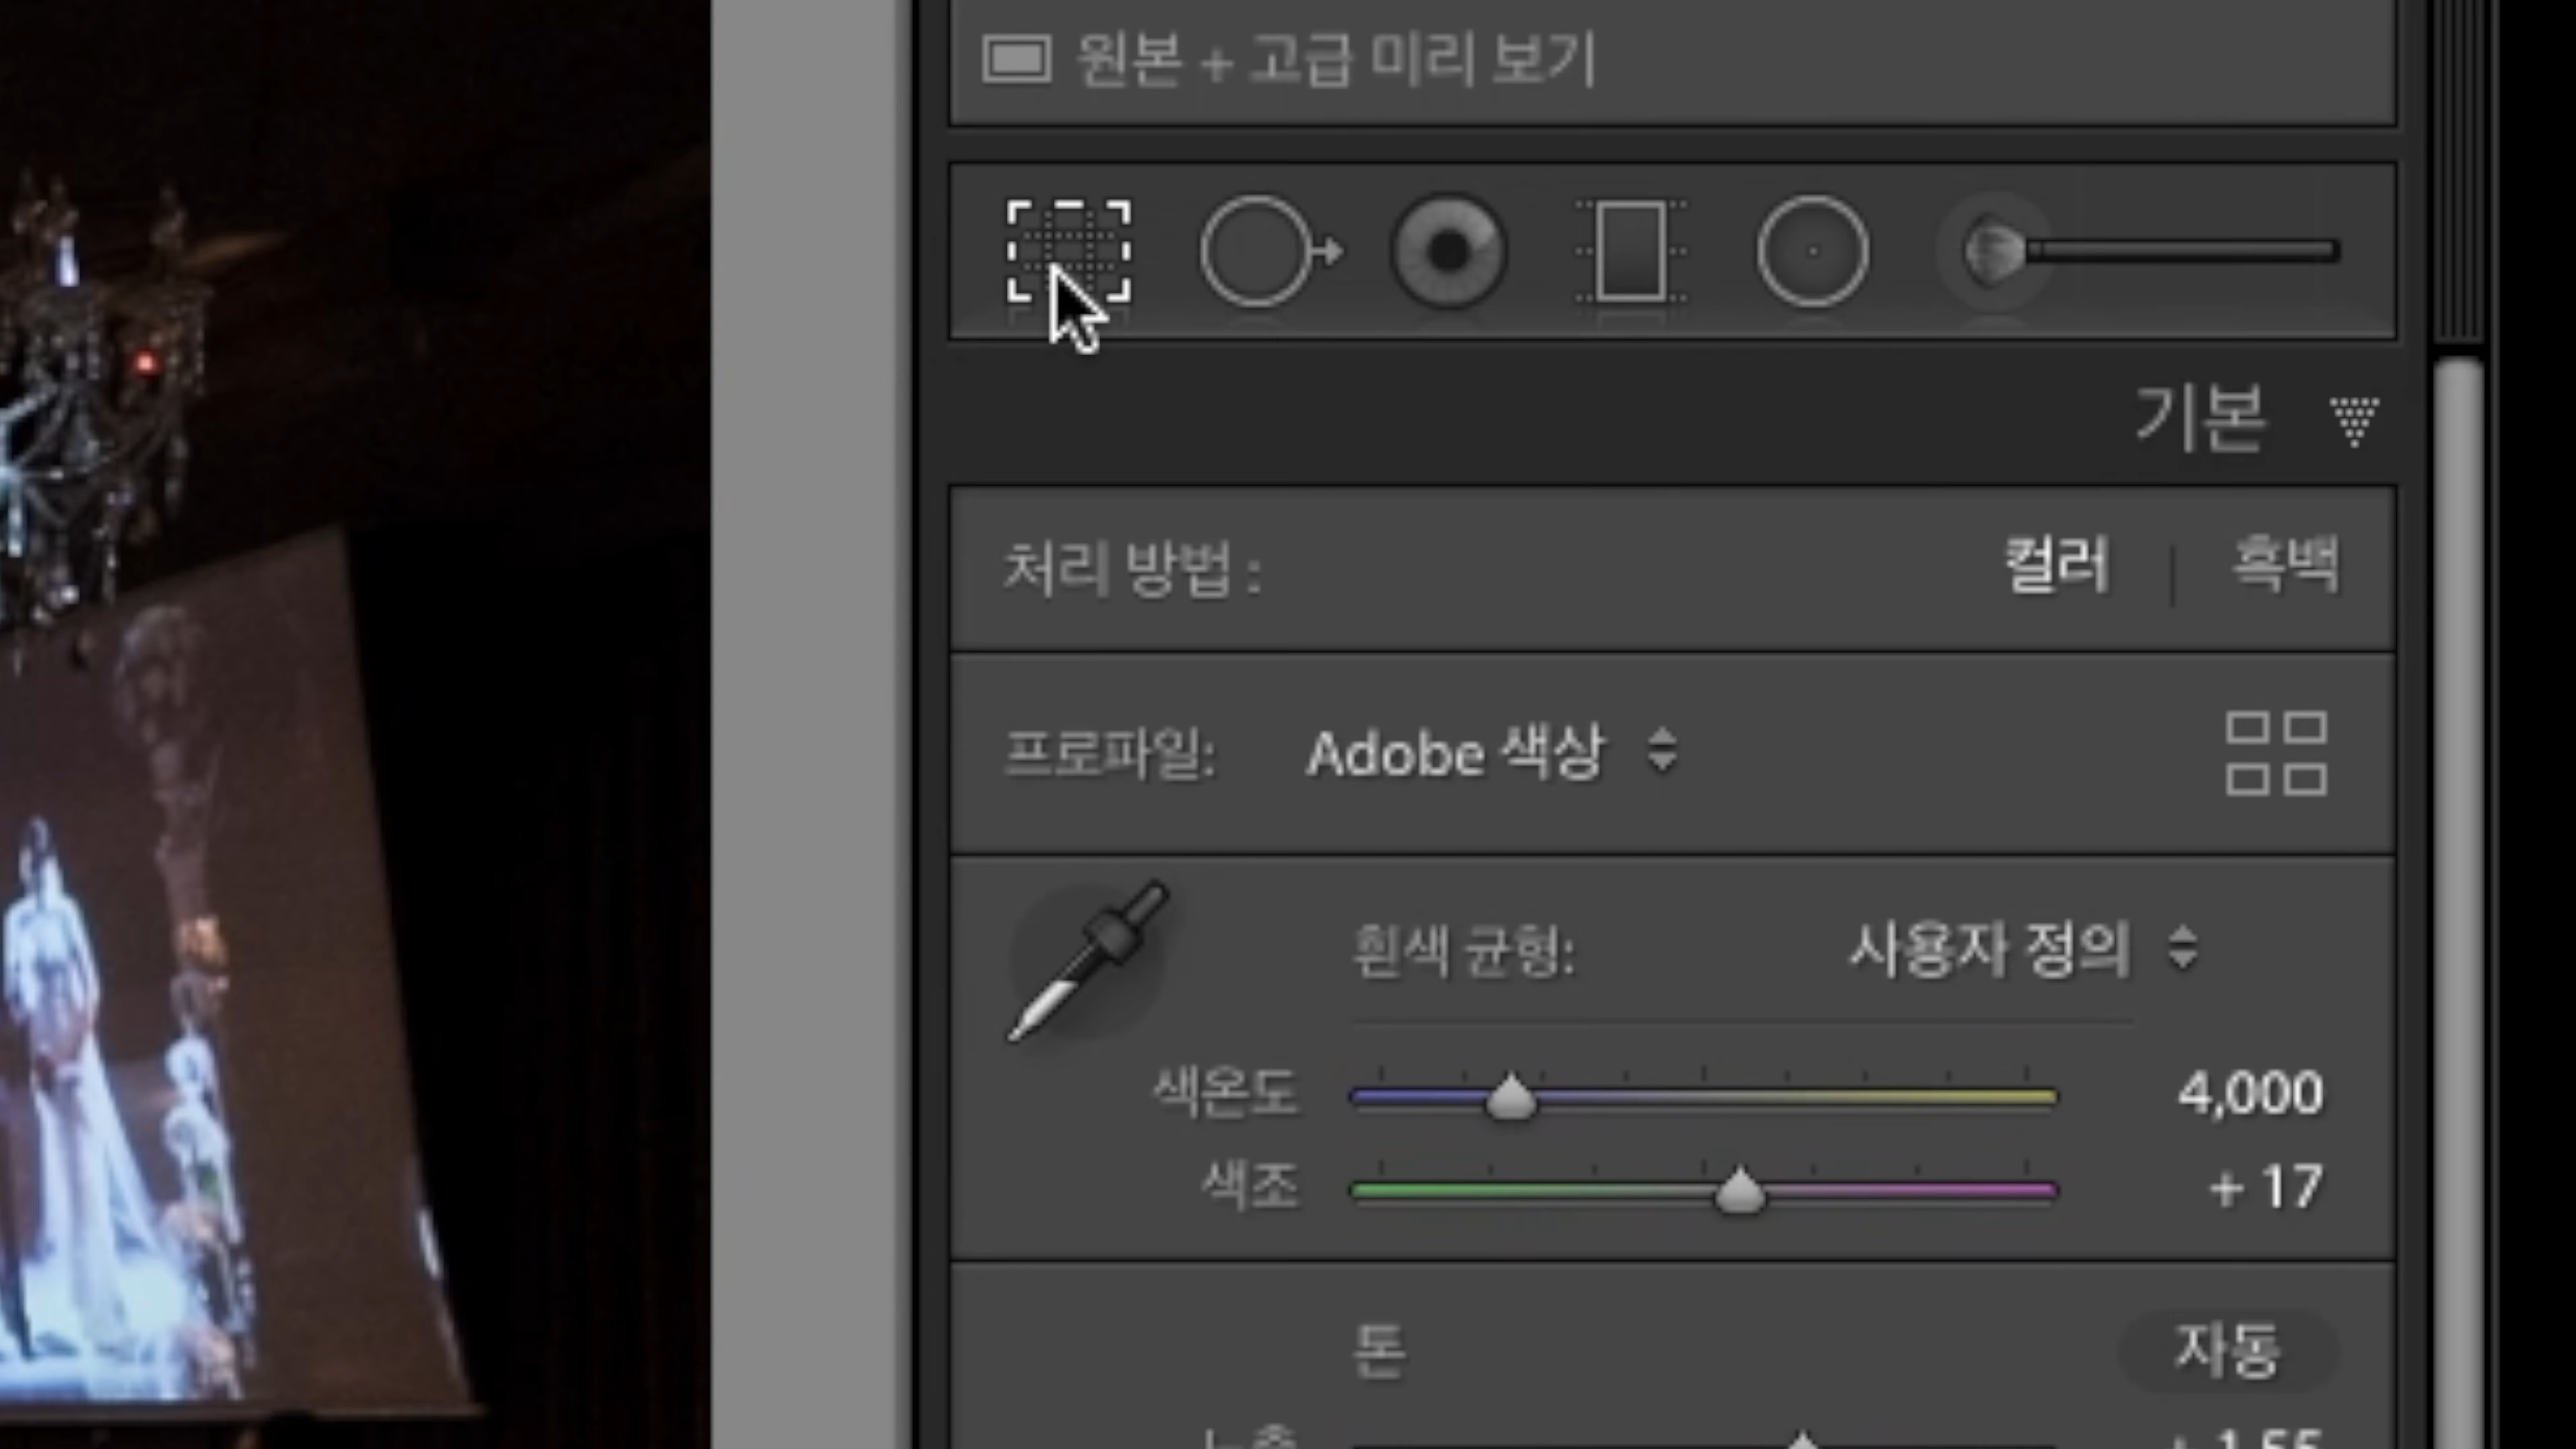 원본 + 고급 미리 보기
기본
처리 방법 : 컬러 | 흑백
프로파일: Adobe 색상
흰색 균형: 사용자 정의
색온도 4,000
색조 + 17
톤 자동